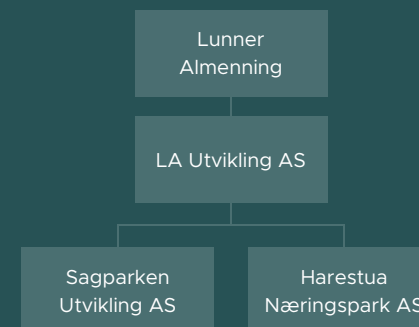 Lunner
Almenning
LA Utvikling AS
Sagparken
Utvikling AS
Harestua
Næringspark AS